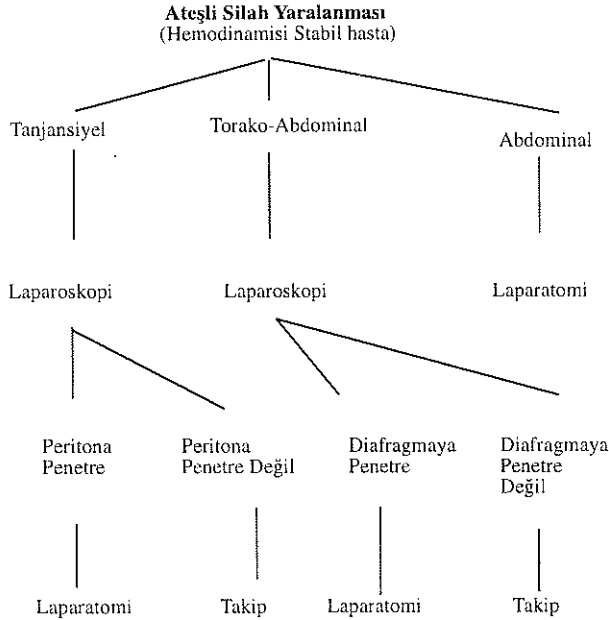 Ateşli Silah Yaralanması
(Hemodinamisi Stabil hasta)
Tanjansiyel
Torako-Abdominal
Abdominal
Laparoskopi
Laparoskopi
Laparatomi
Peritona
Penetre
Peritona
Penetre Değil
Diafragmaya
Penetre
Diafragmaya
Penetre
Değil
Laparatomi
Takip
Laparatomi
Takip